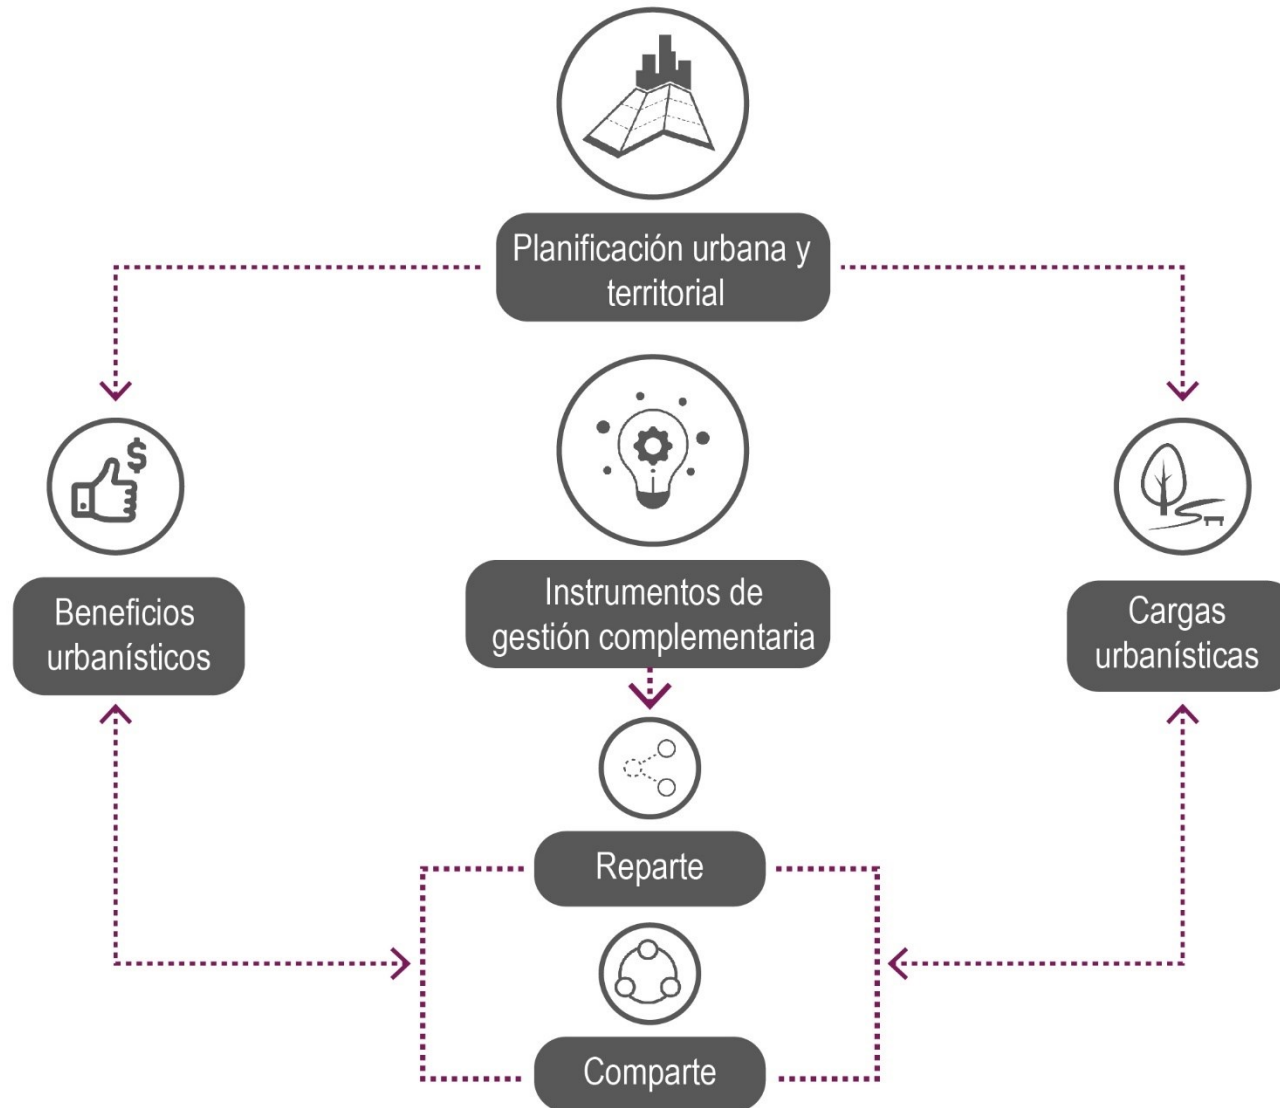 Planificación urbana y
territorial
$
Beneficios
urbanísticos
Instrumentos de
gestión complementaria
Cargas
urbanísticas
Reparte
Comparte